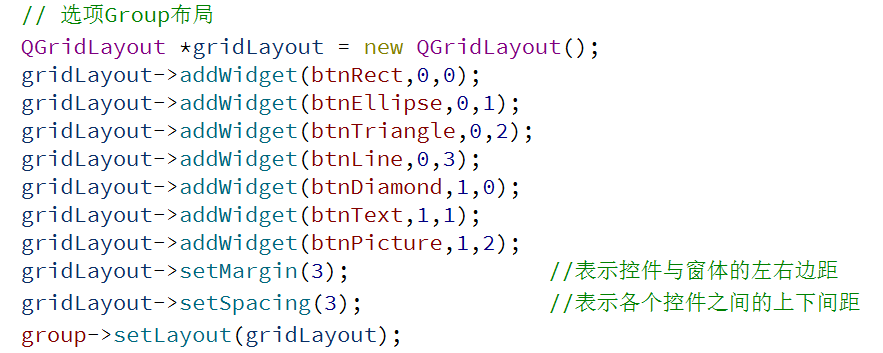 // 选项Group布局
QGridLayout *gridLayout = new QGridLayout();
gridLayout->addWidget(btnRect,0,0);
gridLayout->addWidget(btnEllipse,0,1);
gridLayout->addWidget(btnTriangle,0,2);
gridLayout->addWidget(btnLine,0,3);
gridLayout->addWidget(btnDiamond,1,0);
gridLayout->addWidget(btnText,1,1);
gridLayout->addWidget(btnPicture,1,2);
gridLayout->setMargin(3); //表示控件与窗体的左右边距
gridLayout->setSpacing(3); //表示各个控件之间的上下间距
group->setLayout(gridLayout);